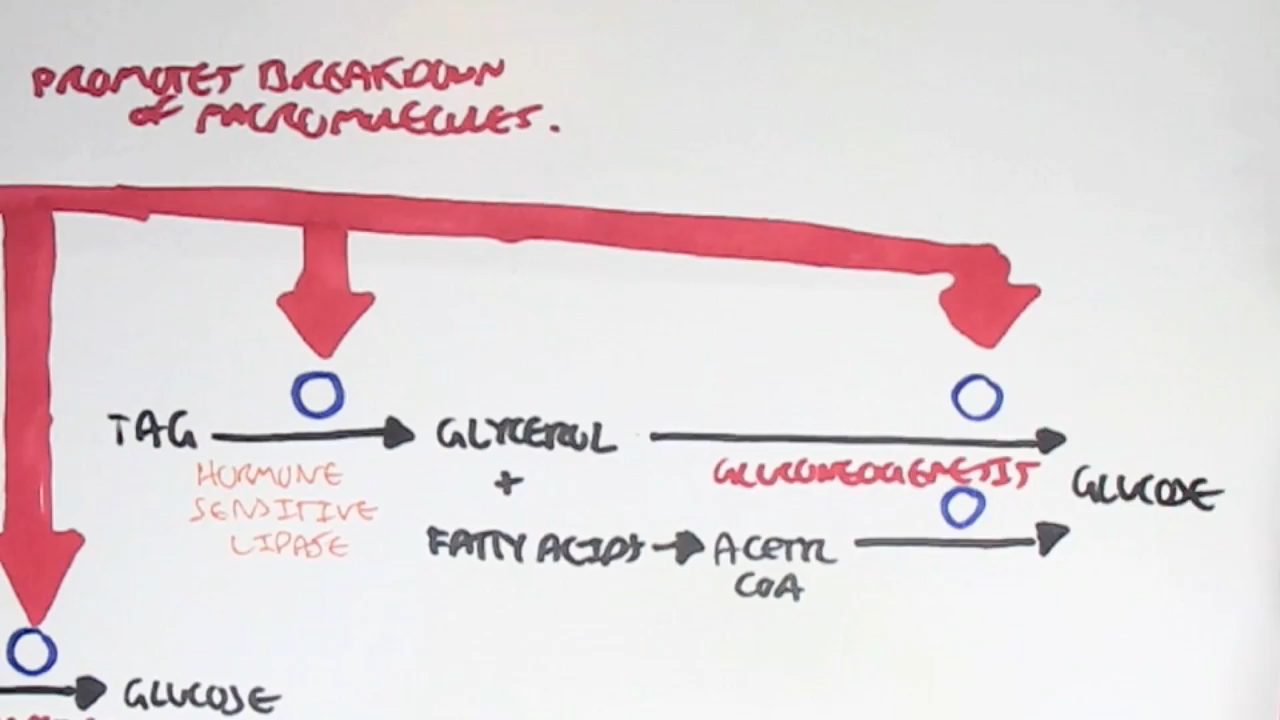 PROMOTES BREAKDOWN
of MACROMOLECULES.
TAG
GLYCEROL
HORMONE
SENSITIVE
LIPASE
+
GLUCONEOGENESIS
GLUCOSE
FATTY ACIDS
ACETYL
COA
GLUCOSE